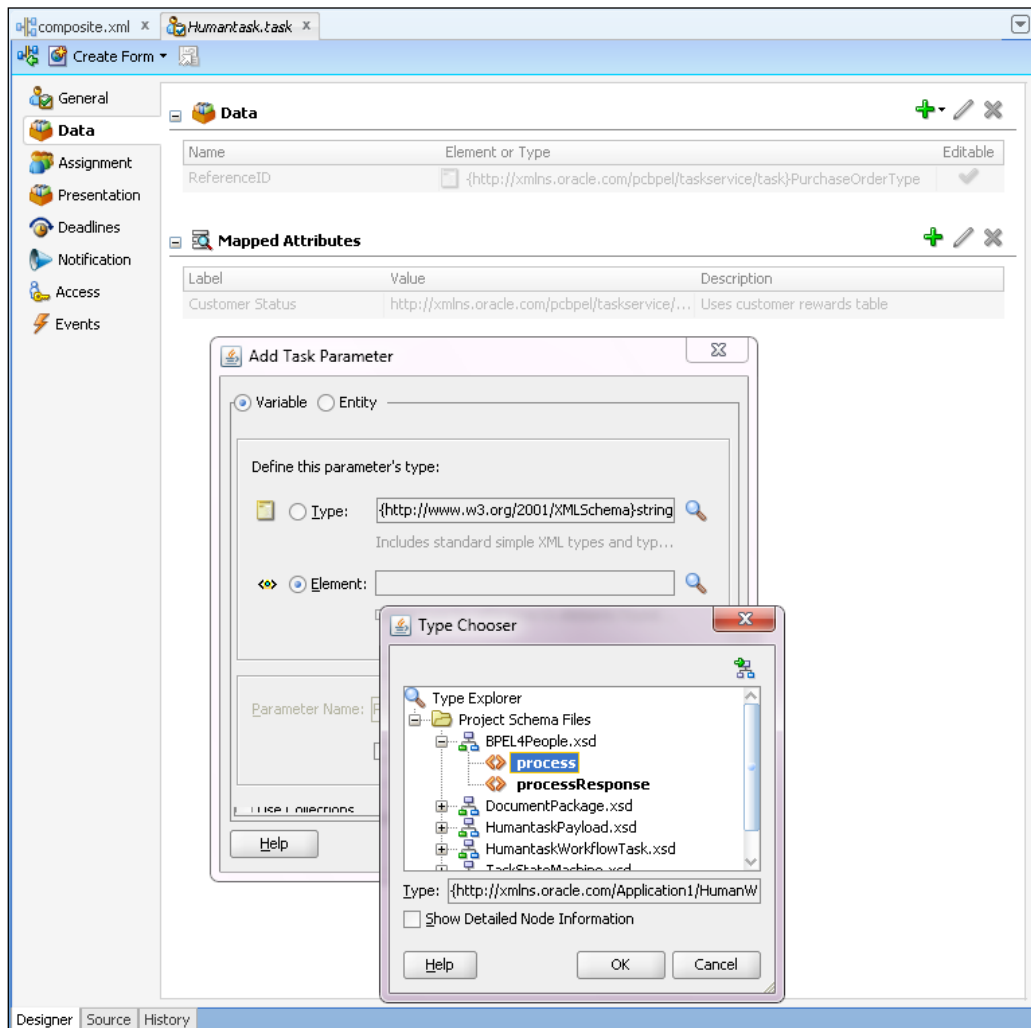 composite.xml x Humantask.task x
Create Form
General
Data
Assignment
Presentation
Deadlines
Notification
Access
Events
Data
Name Element or Type Editable
ReferenceID {http://xmlns.oracle.com/pcbpel/taskservice/task}PurchaseOrderType
Mapped Attributes
Label Value Description
Customer Status http://xmlns.oracle.com/pcbpel/taskservice/... Uses customer rewards table
Add Task Parameter
Variable Entity
Define this parameter's type:
Type: {http://www.w3.org/2001/XMLSchema}string
Includes standard simple XML types and typ...
Element:
Parameter Name:
Use Collections
Help
Type Chooser
Type Explorer
Project Schema Files
BPEL4People.xsd
process
processResponse
DocumentPackage.xsd
HumantaskPayload.xsd
HumantaskWorkflowTask.xsd
TaskStateMachine.xsd
Type: {http://xmlns.oracle.com/Application1/HumanW
Show Detailed Node Information
Help OK Cancel
Designer Source History